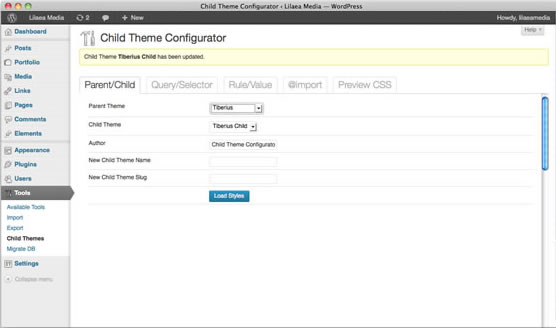 Child Theme Configurator ‹ Lilaea Media — WordPress
Lilaea Media 2 + New Howdy, lilaeamedia
Help
Dashboard
Posts
Portfolio
Media
Links
Pages
Comments
Elements
Appearance
Plugins
Users
Tools
Available Tools
Import
Export
Child Themes
Migrate DB
Settings
Collapse menu
Child Theme Configurator
Child Theme Tiberius Child has been updated.
Parent/Child Query/Selector Rule/Value @import Preview CSS
Parent Theme Tiberius
Child Theme Tiberius Child
Author Child Theme Configurato
New Child Theme Name
New Child Theme Slug
Load Styles